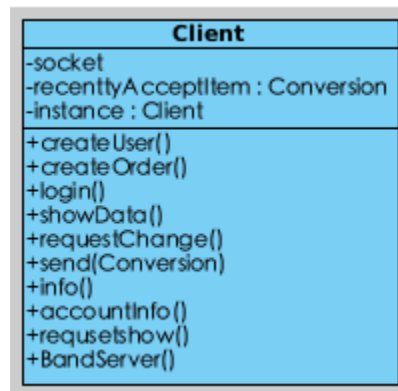 Client
-socket
-recenttyAcceptItem : Conversion
-instance : Client
+createUser()
+createOrder()
+login()
+showData()
+requestChange()
+send(Conversion)
+info()
+accountInfo()
+requsetshow()
+BandServer()